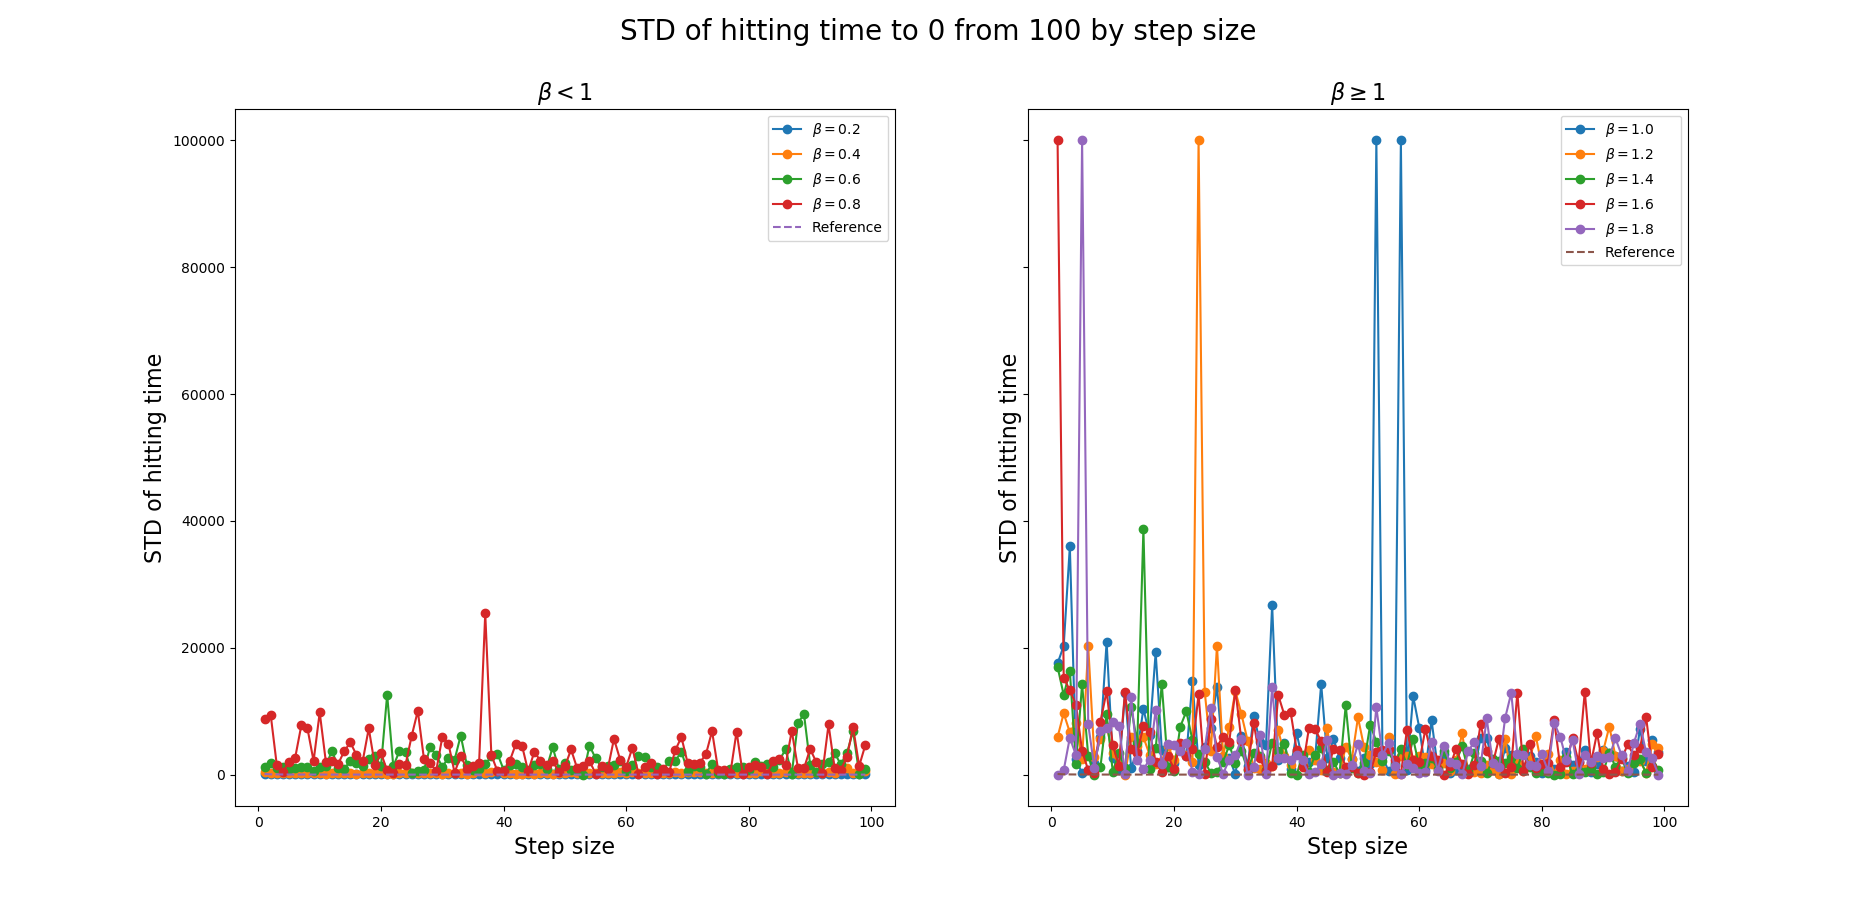 STD of hitting time to 0 from 100 by step size
β < 1
STD of hitting time
100000
80000
60000
40000
20000
0
0 20 40 60 80 100
Step size
β = 0.2
β = 0.4
β = 0.6
β = 0.8
Reference
β ≥ 1
STD of hitting time
0 20 40 60 80 100
Step size
β = 1.0
β = 1.2
β = 1.4
β = 1.6
β = 1.8
Reference